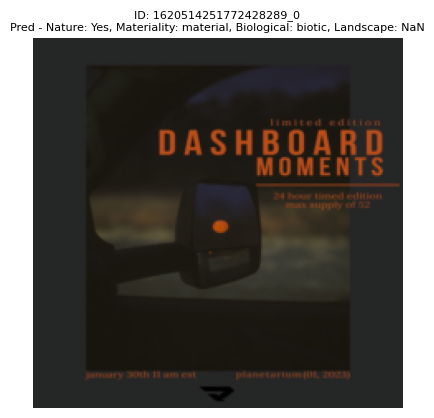 ID: 1620514251772428289_0
Pred - Nature: Yes, Materiality: material, Biological: biotic, Landscape: NaN
limited edition
DASHBOARD
MOMENTS
24 hour timed edition
max supply of 52
january 30th 11 am est
planetarium (01, 2023)